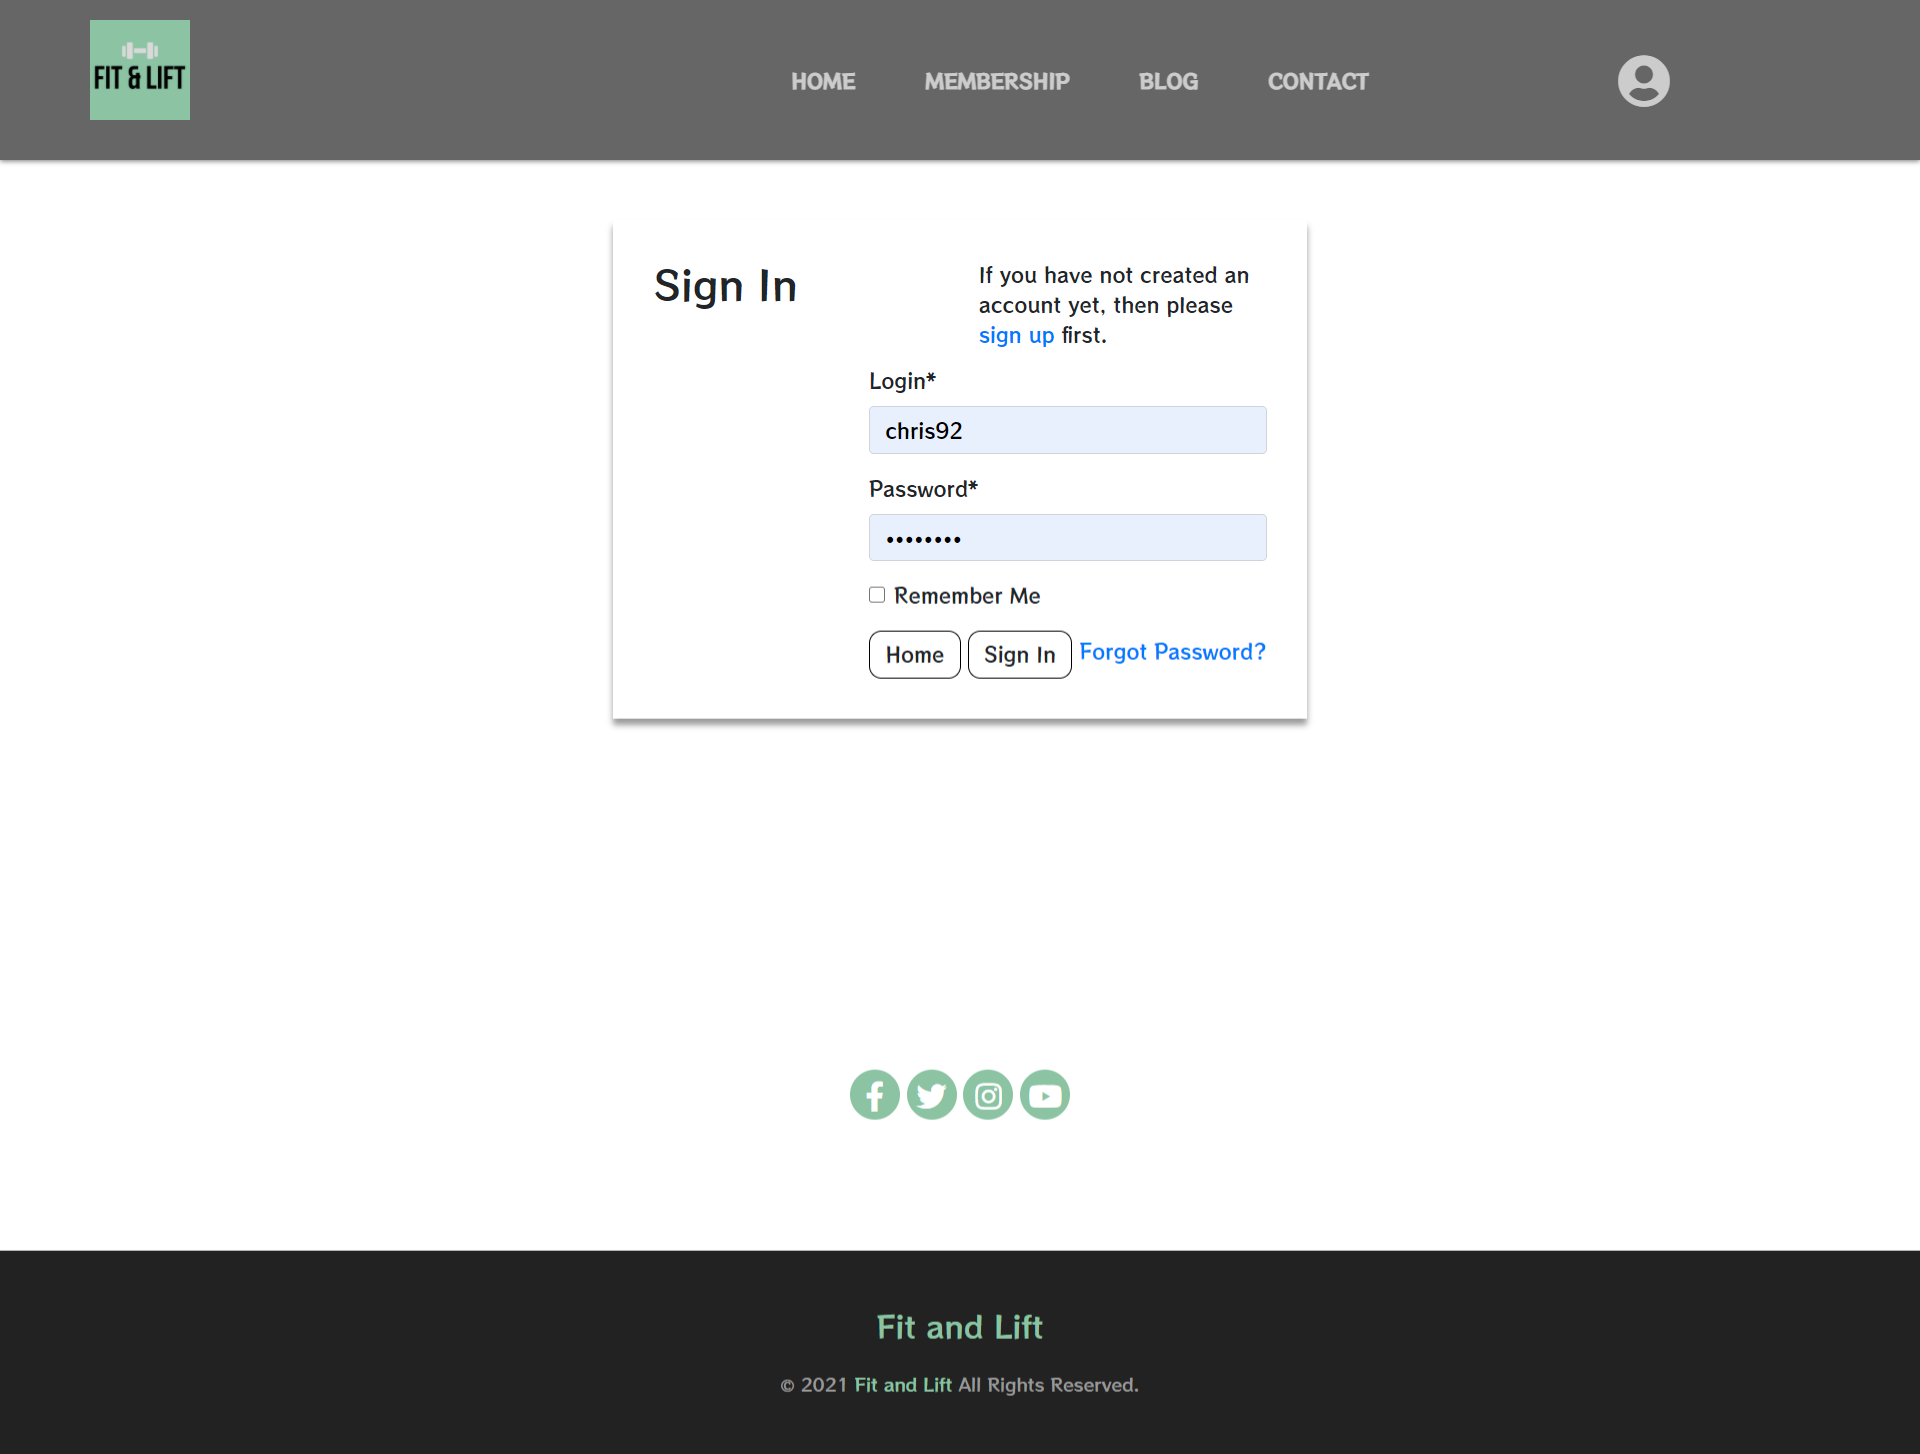 FIT & LIFT
HOME MEMBERSHIP BLOG CONTACT
Sign In
If you have not created an
account yet, then please
sign up first.
Login*
chris92
Password*
••••••••
Remember Me
Home Sign In Forgot Password?
Fit and Lift
© 2021 Fit and Lift All Rights Reserved.